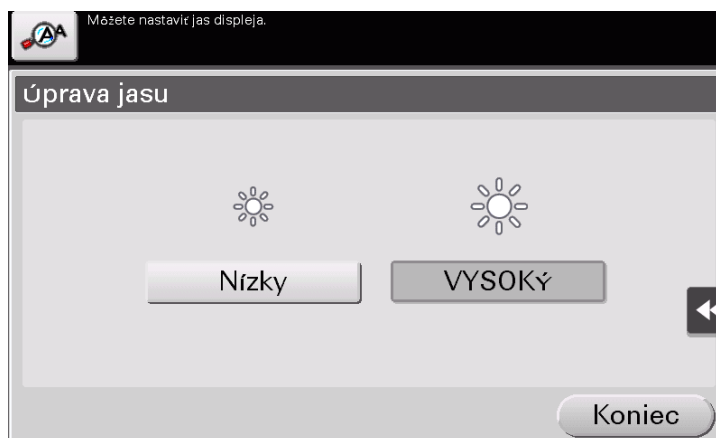 Môžete nastaviť jas displeja.
Úprava jasu
Nízky
VYSOKÝ
Koniec